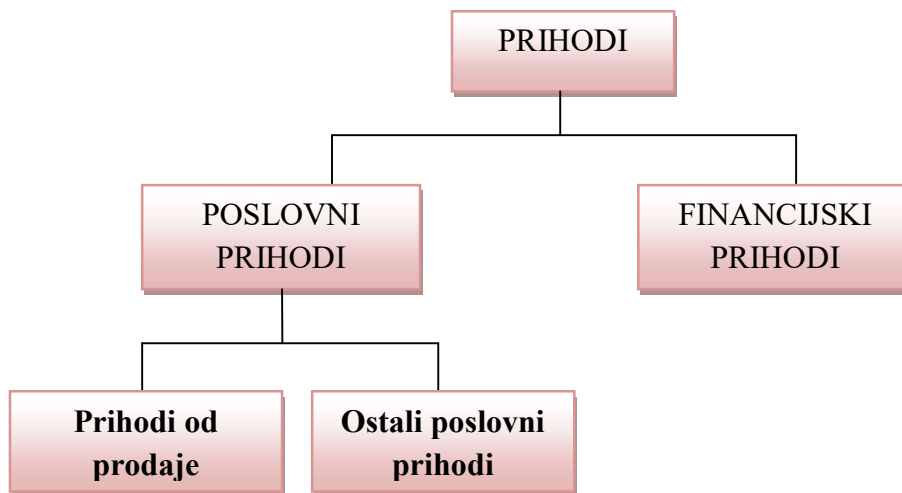 PRIHODI
POSLOVNI
PRIHODI
FINANCIJSKI
PRIHODI
Prihodi od
prodaje
Ostali poslovni
prihodi